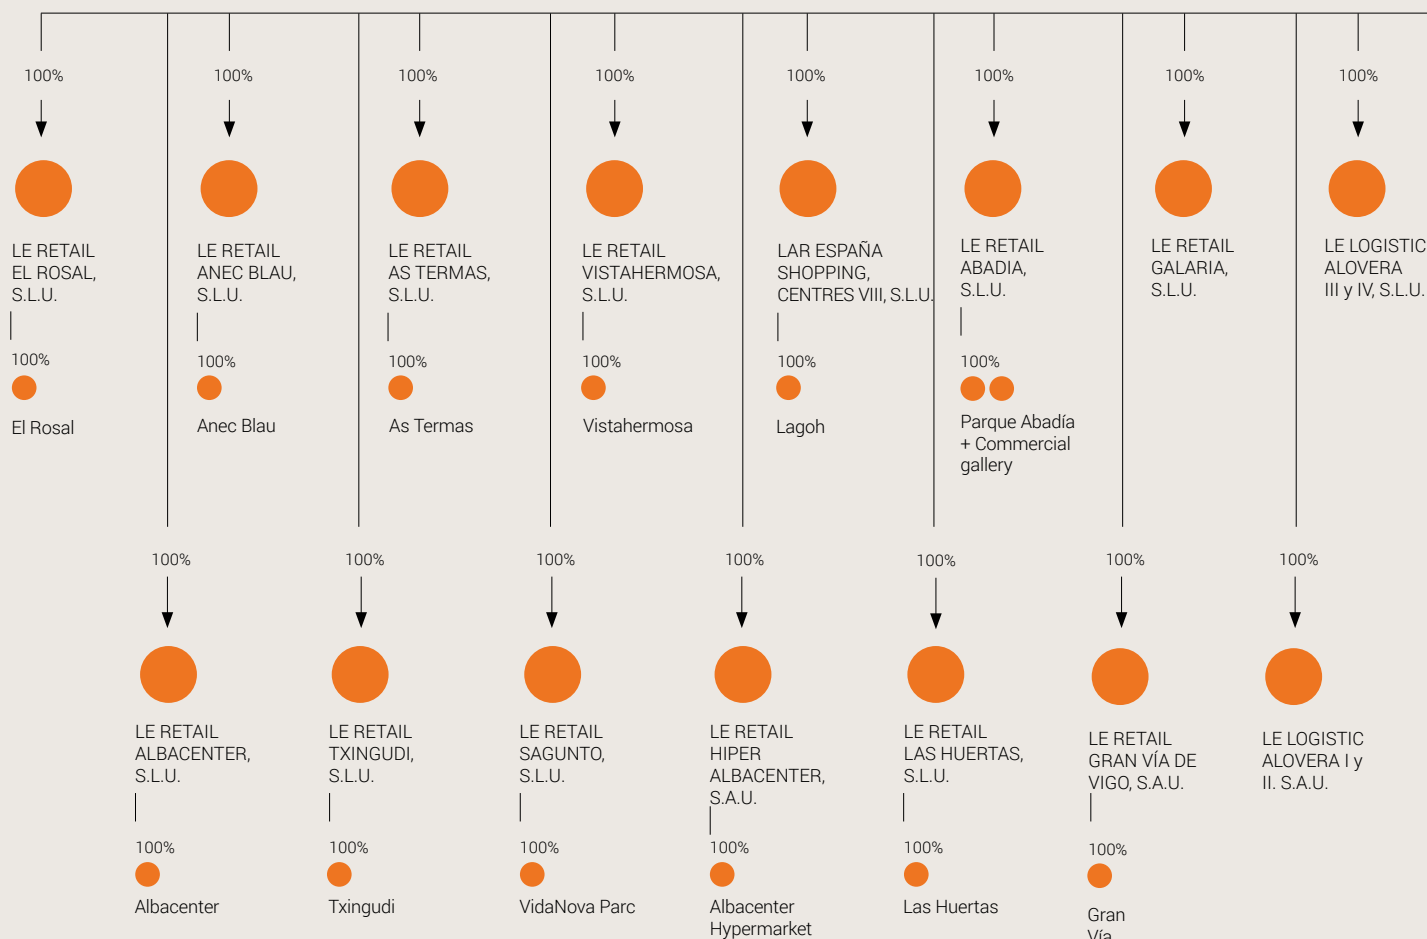 100%
100%
100%
100%
100%
100%
100%
100%
LE RETAIL
EL ROSAL,
S.L.U.
LE RETAIL
ANEC BLAU,
S.L.U.
LE RETAIL
AS TERMAS,
S.L.U.
LE RETAIL
VISTAHERMOSA,
S.L.U.
LAR ESPAÑA
SHOPPING,
CENTRES VIII, S.L.U.
LE RETAIL
ABADIA,
S.L.U.
LE RETAIL
GALARIA,
S.L.U.
LE LOGISTIC
ALOVERA
III y IV, S.L.U.
100%
El Rosal
100%
Anec Blau
100%
As Termas
100%
Vistahermosa
100%
Lagoh
100%
Parque Abadía
+ Commercial
gallery
100%
100%
100%
100%
100%
100%
100%
LE RETAIL
ALBACENTER,
S.L.U.
LE RETAIL
TXINGUDI,
S.L.U.
LE RETAIL
SAGUNTO,
S.L.U.
LE RETAIL
HIPER
ALBACENTER,
S.A.U.
LE RETAIL
LAS HUERTAS,
S.L.U.
LE RETAIL
GRAN VÍA DE
VIGO, S.A.U.
LE LOGISTIC
ALOVERA I y
II. S.A.U.
100%
Albacenter
100%
Txingudi
100%
VidaNova Parc
100%
Albacenter
Hypermarket
100%
Las Huertas
100%
Gran
Vía